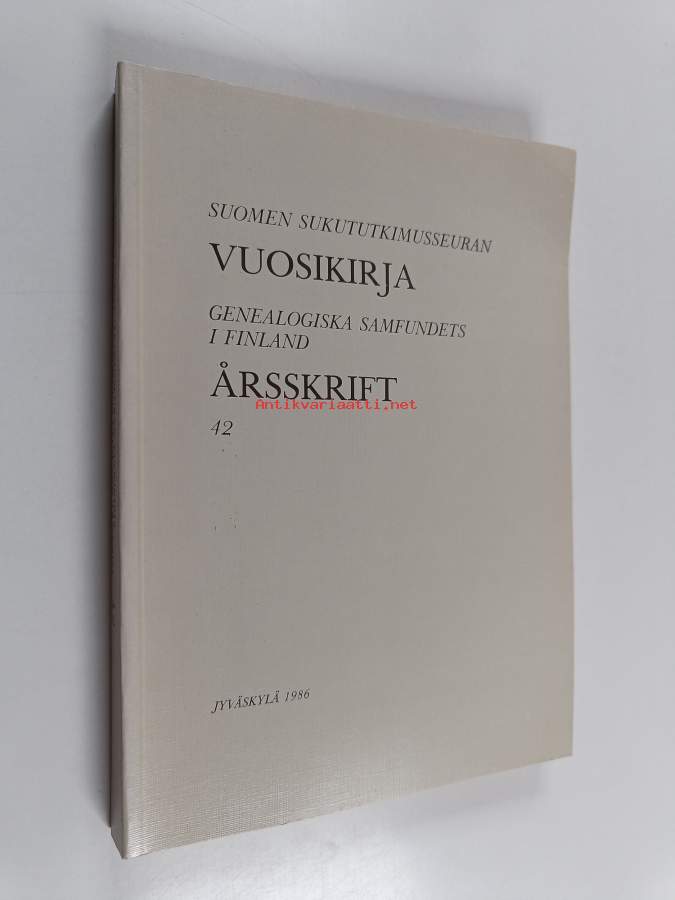 SUOMEN SUKUTUTKIMUSSEURAN
VUOSIKIRJA
GENEALOGISKA SAMFUNDETS
I FINLAND
ÅRSSKRIFT
Antikvariaatti.net
42
JYVÄSKYLÄ 1986